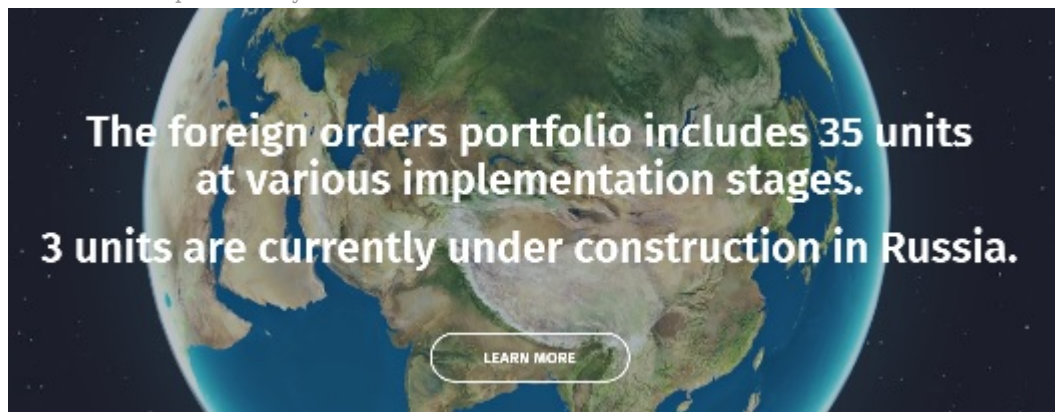 The foreign orders portfolio includes 35 units
at various implementation stages.
3 units are currently under construction in Russia.
LEARN MORE